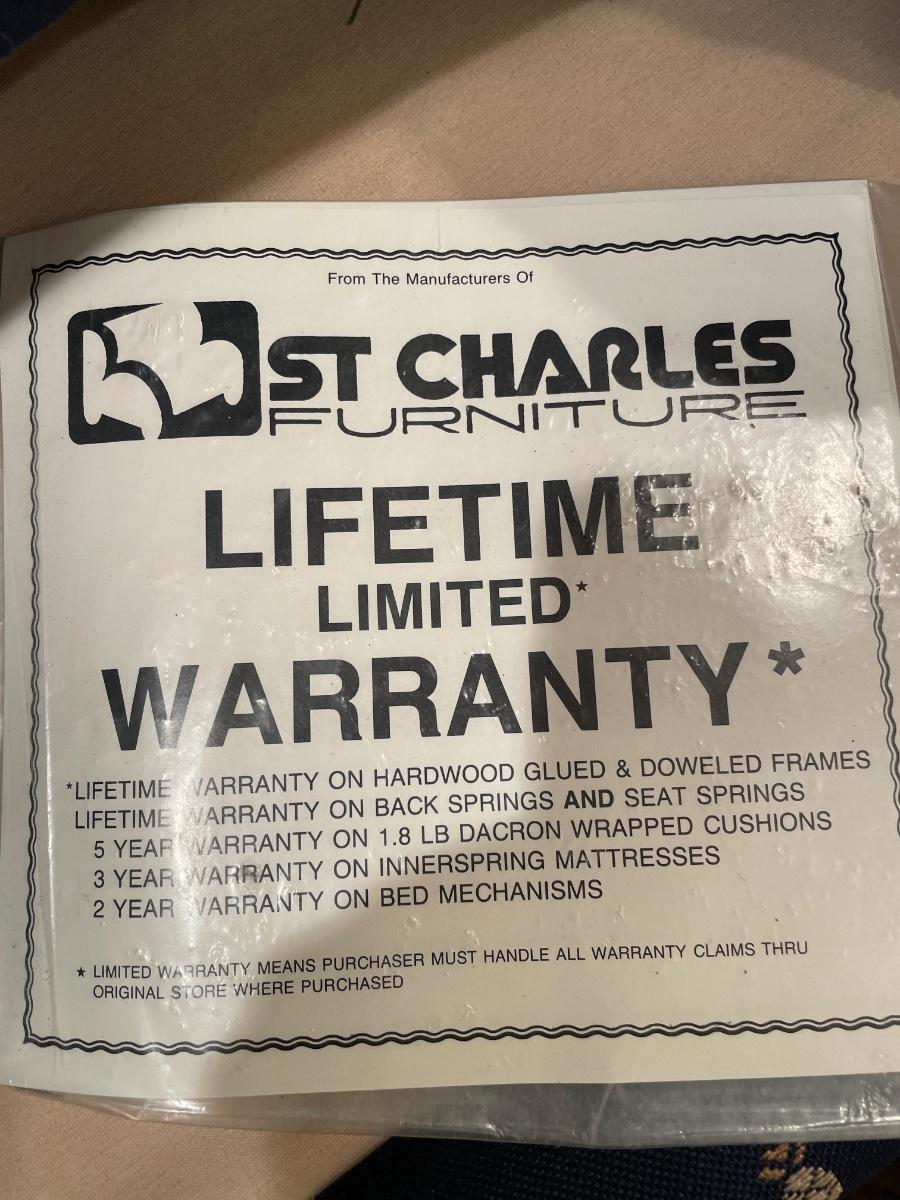 From The Manufacturers Of
ST CHARLES
FURNITURE
LIFETIME
LIMITED★
WARRANTY*
*LIFETIME WARRANTY ON HARDWOOD GLUED & DOWELED FRAMES
LIFETIME WARRANTY ON BACK SPRINGS AND SEAT SPRINGS
5 YEAR WARRANTY ON 1.8 LB DACRON WRAPPED CUSHIONS
3 YEAR WARRANTY ON INNERSPRING MATTRESSES
2 YEAR WARRANTY ON BED MECHANISMS
★ LIMITED WARRANTY MEANS PURCHASER MUST HANDLE ALL WARRANTY CLAIMS THRU
ORIGINAL STORE WHERE PURCHASED